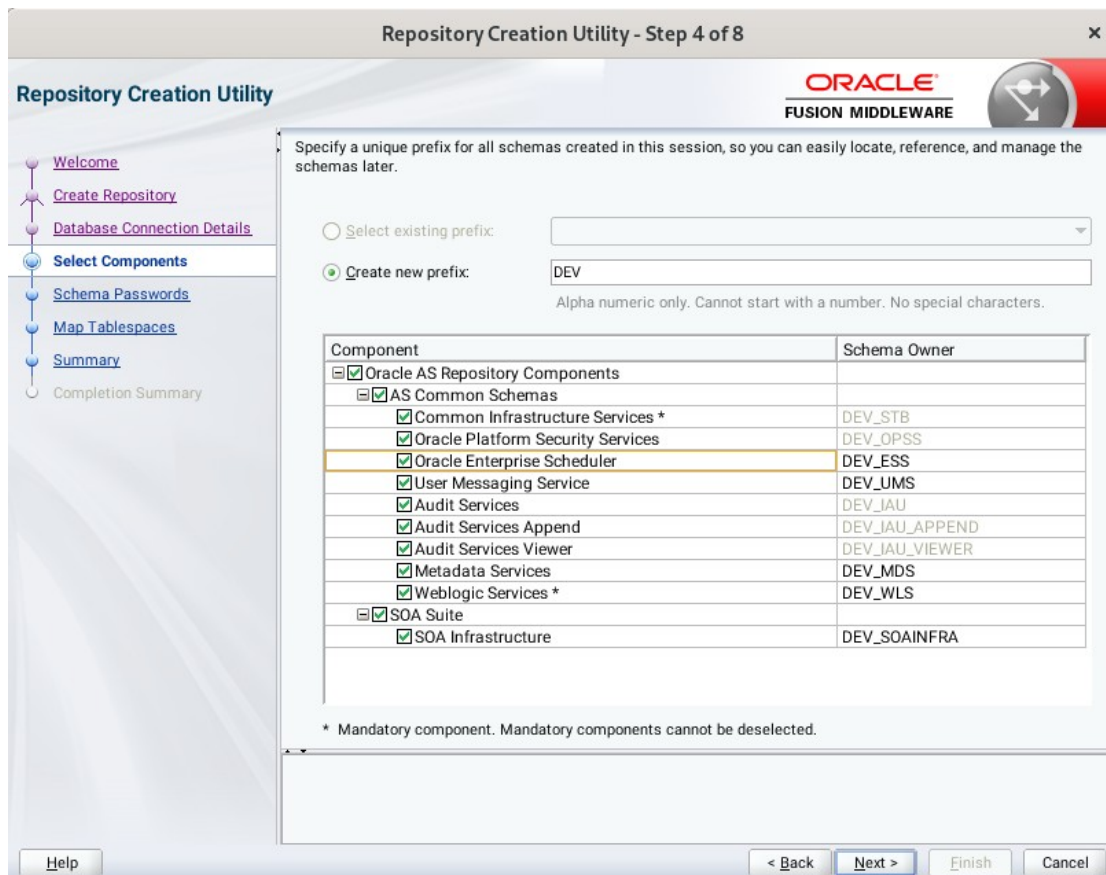 Repository Creation Utility - Step 4 of 8
×
Repository Creation Utility
ORACLE
FUSION MIDDLEWARE
Welcome
Create Repository
Database Connection Details
Select Components
Schema Passwords
Map Tablespaces
Summary
Completion Summary
Specify a unique prefix for all schemas created in this session, so you can easily locate, reference, and manage the
schemas later.
Select existing prefix:
Create new prefix: DEV
Alpha numeric only. Cannot start with a number. No special characters.
Component Schema Owner
Oracle AS Repository Components
AS Common Schemas
Common Infrastructure Services * DEV_STB
Oracle Platform Security Services DEV_OPSS
Oracle Enterprise Scheduler DEV_ESS
User Messaging Service DEV_UMS
Audit Services DEV_IAU
Audit Services Append DEV_IAU_APPEND
Audit Services Viewer DEV_IAU_VIEWER
Metadata Services DEV_MDS
Weblogic Services * DEV_WLS
SOA Suite
SOA Infrastructure DEV_SOAINFRA
* Mandatory component. Mandatory components cannot be deselected.
Help < Back Next > Finish Cancel